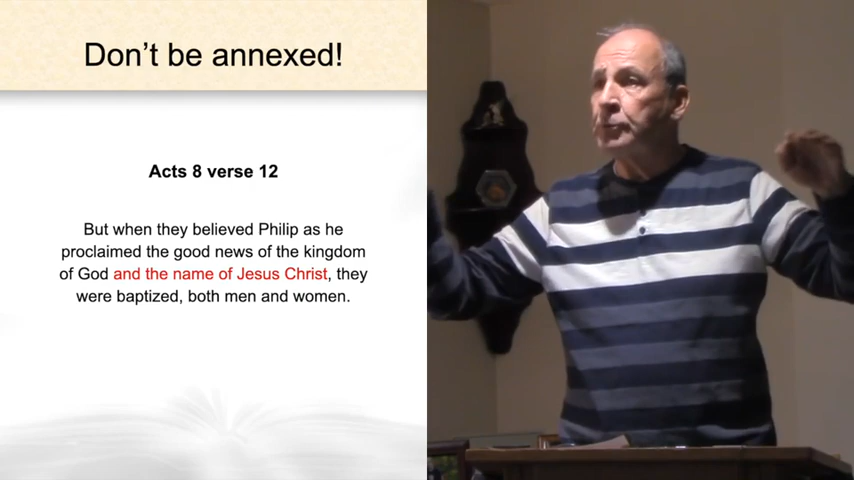 Don’t be annexed!
Acts 8 verse 12
But when they believed Philip as he
proclaimed the good news of the kingdom
of God and the name of Jesus Christ, they
were baptized, both men and women.